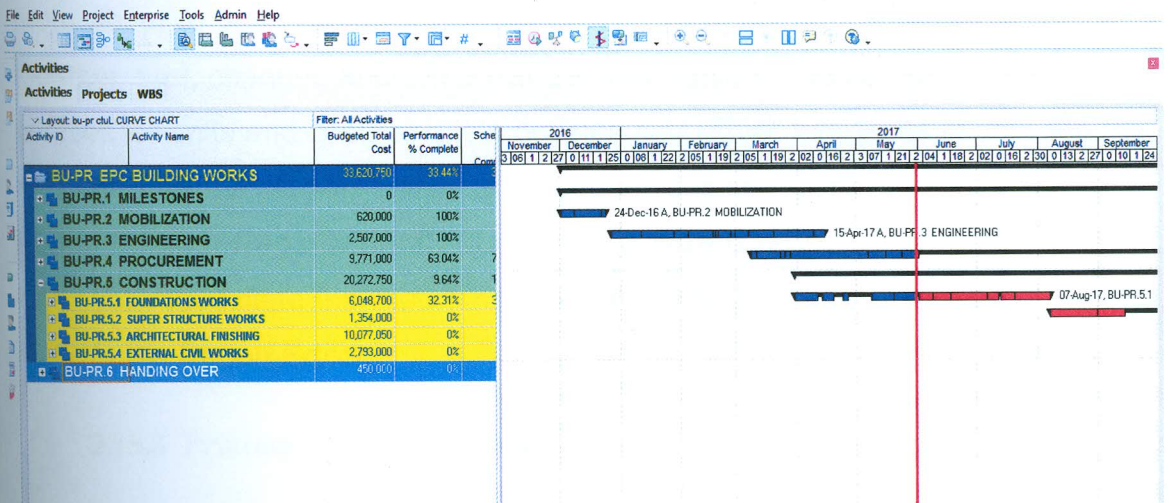 File Edit View Project Enterprise Tools Admin Help
Activities
Activities Projects WBS
Layout: bu-pr ctuL CURVE CHART Filter: All Activities
Activity ID Activity Name Budgeted Total Cost Performance % Complete Sche
2016 2017
November December January February March April May June July August September
BU-PR EPC BUILDING WORKS 33,620,750 33.44%
BU-PR.1 MILESTONES 0 0%
BU-PR.2 MOBILIZATION 620,000 100% 24-Dec-16 A, BU-PR.2 MOBILIZATION
BU-PR.3 ENGINEERING 2,507,000 100% 15-Apr-17 A, BU-PR.3 ENGINEERING
BU-PR.4 PROCUREMENT 9,771,000 63.04% 7
BU-PR.5 CONSTRUCTION 20,272,750 9.64% 1
BU-PR.5.1 FOUNDATIONS WORKS 6,048,700 32.31% 3 07-Aug-17, BU-PR.5.1
BU-PR.5.2 SUPER STRUCTURE WORKS 1,354,000 0%
BU-PR.5.3 ARCHITECTURAL FINISHING 10,077,050 0%
BU-PR.5.4 EXTERNAL CIVIL WORKS 2,793,000 0%
BU-PR.6 HANDING OVER 450,000 0%